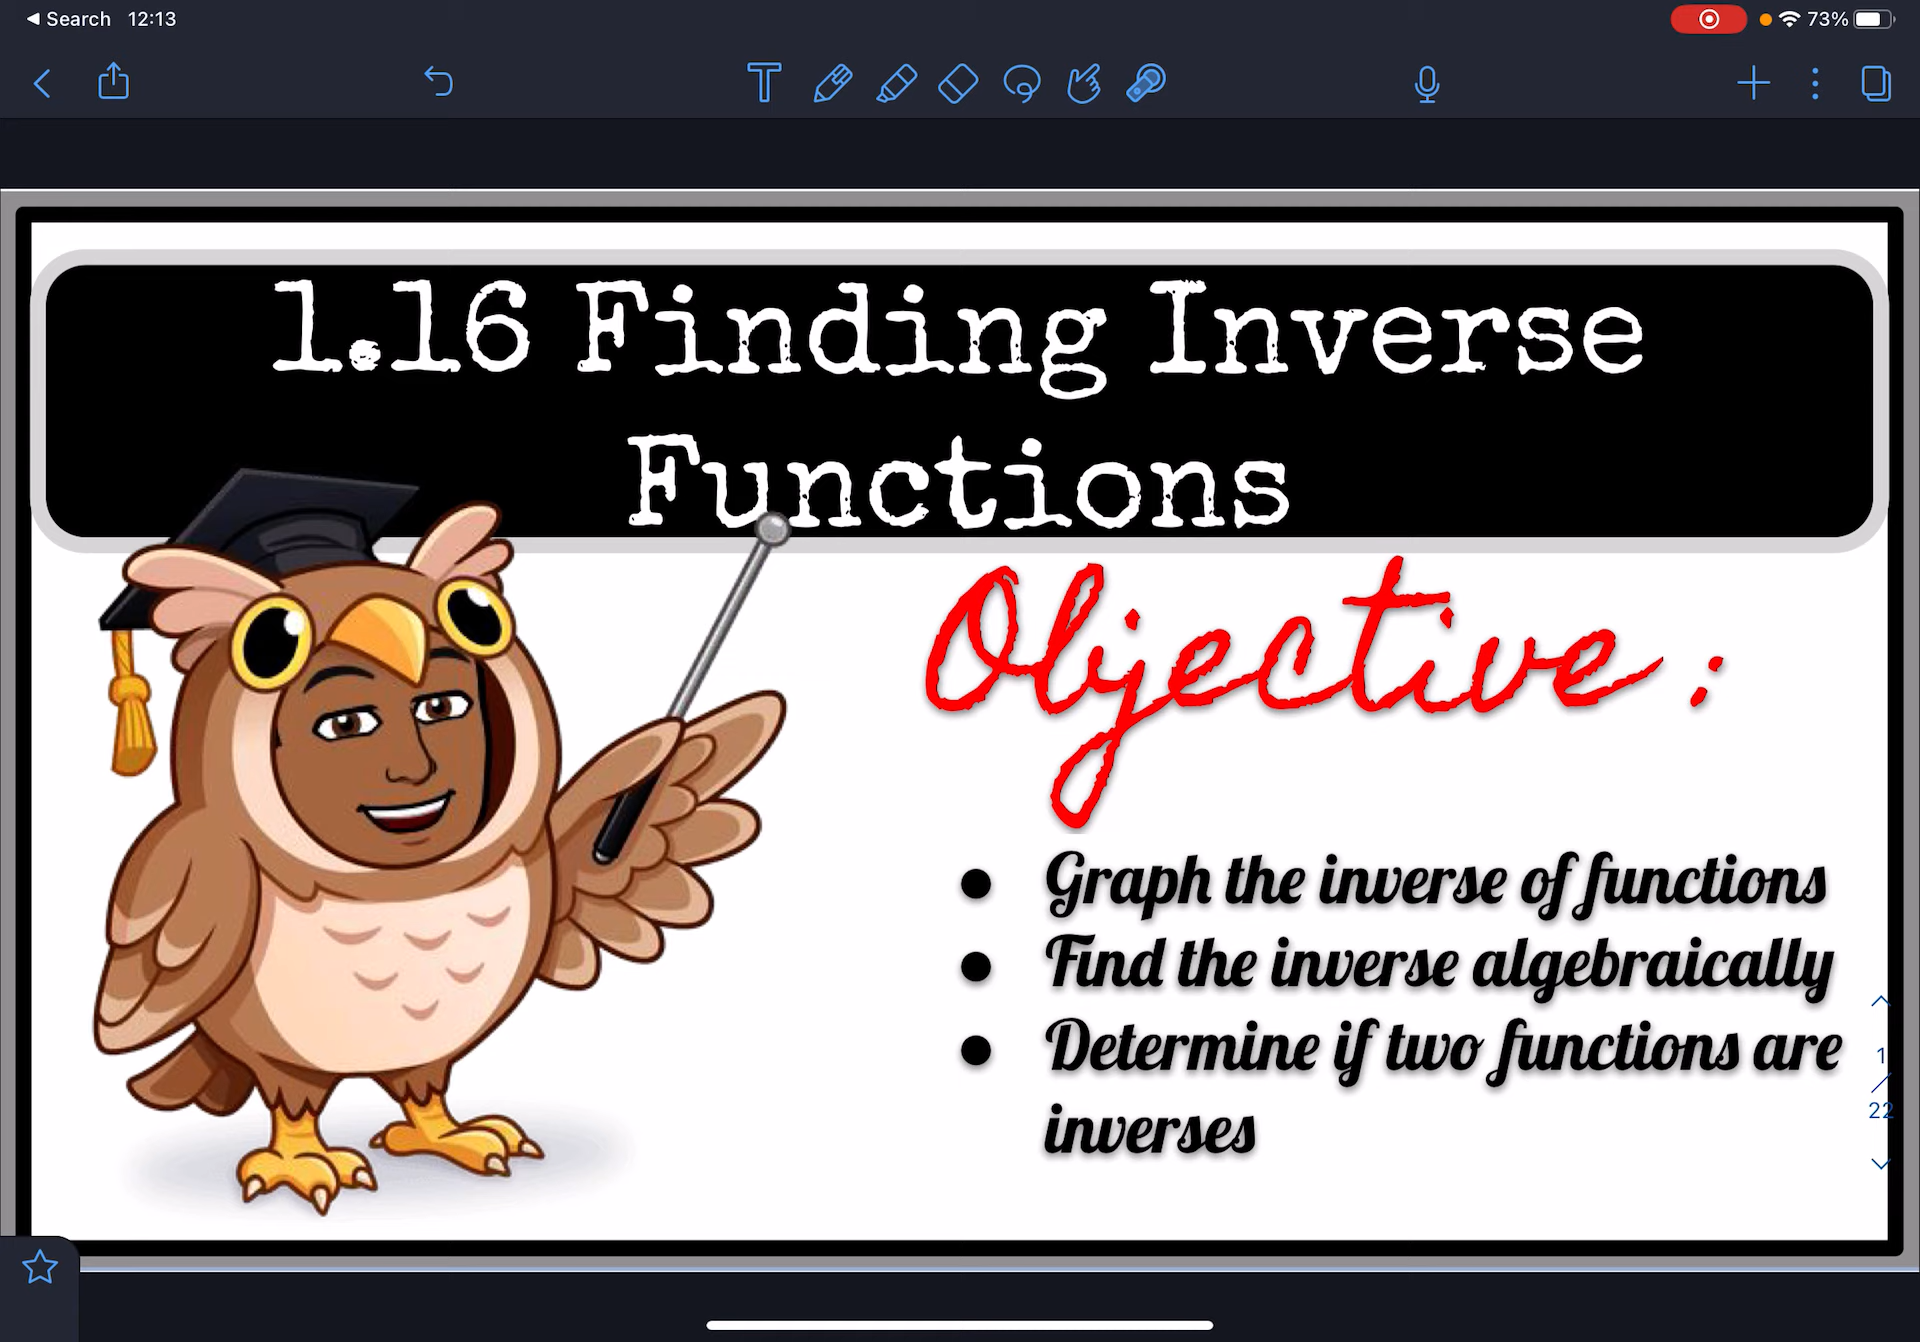 Search 12:13
73%
1.16 Finding Inverse
Functions
Objective :
● Graph the inverse of functions
● Find the inverse algebraically
● Determine if two functions are
inverses
1
/
22